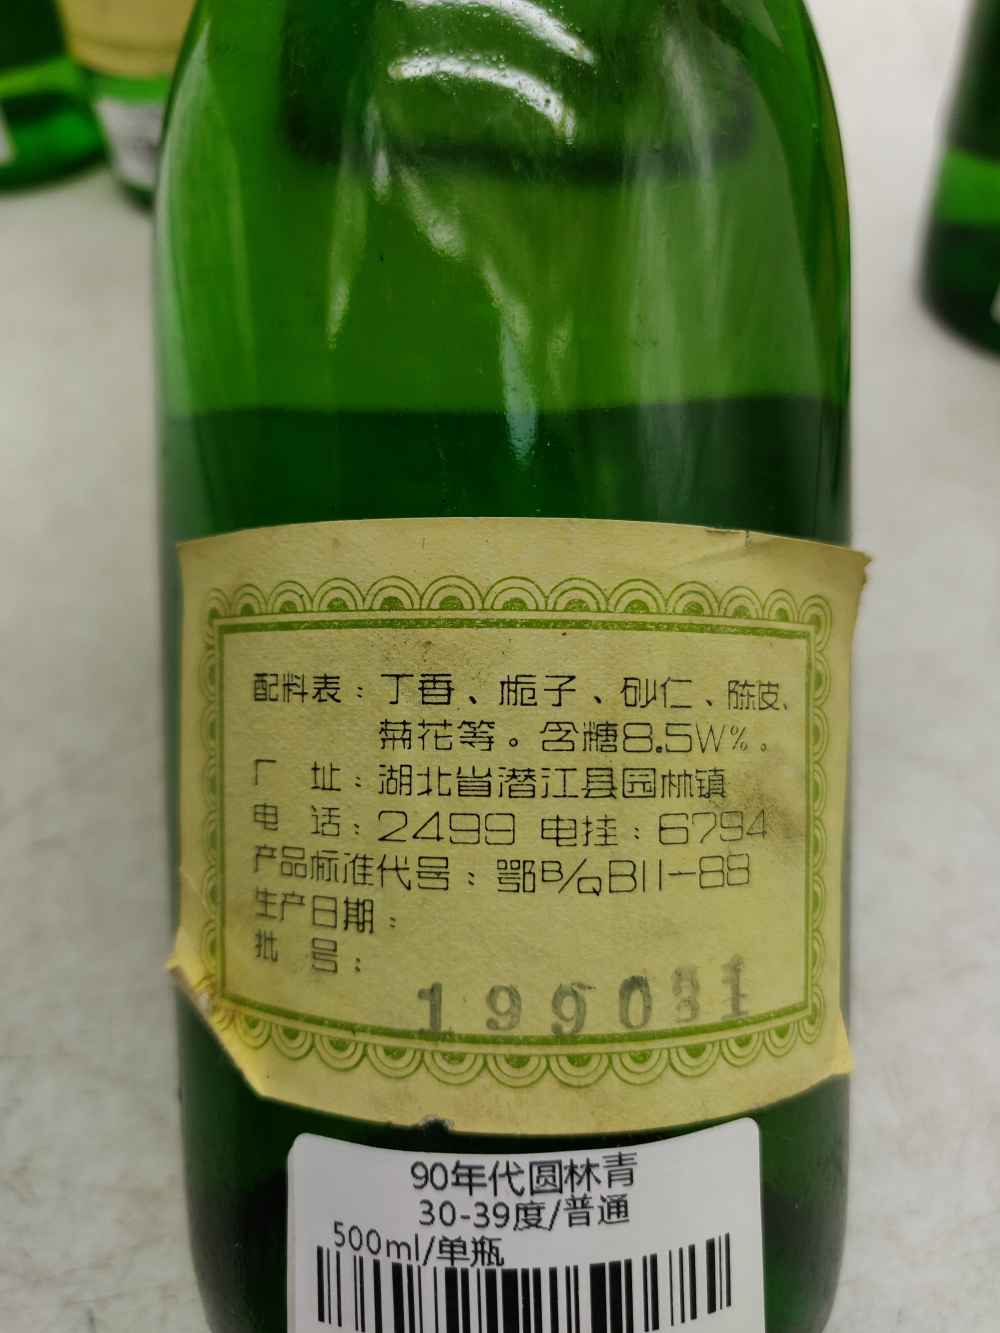 配料表：丁香、栀子、砂仁、陈皮、
菊花等。含糖8.5W%。
厂 址：湖北省潜江县园林镇
电 话：2499 电挂：6794
产品标准代号：鄂B/QB11-88
生产日期：
批 号：
1990
90年代圆林青
30-39度/普通
500ml/单瓶